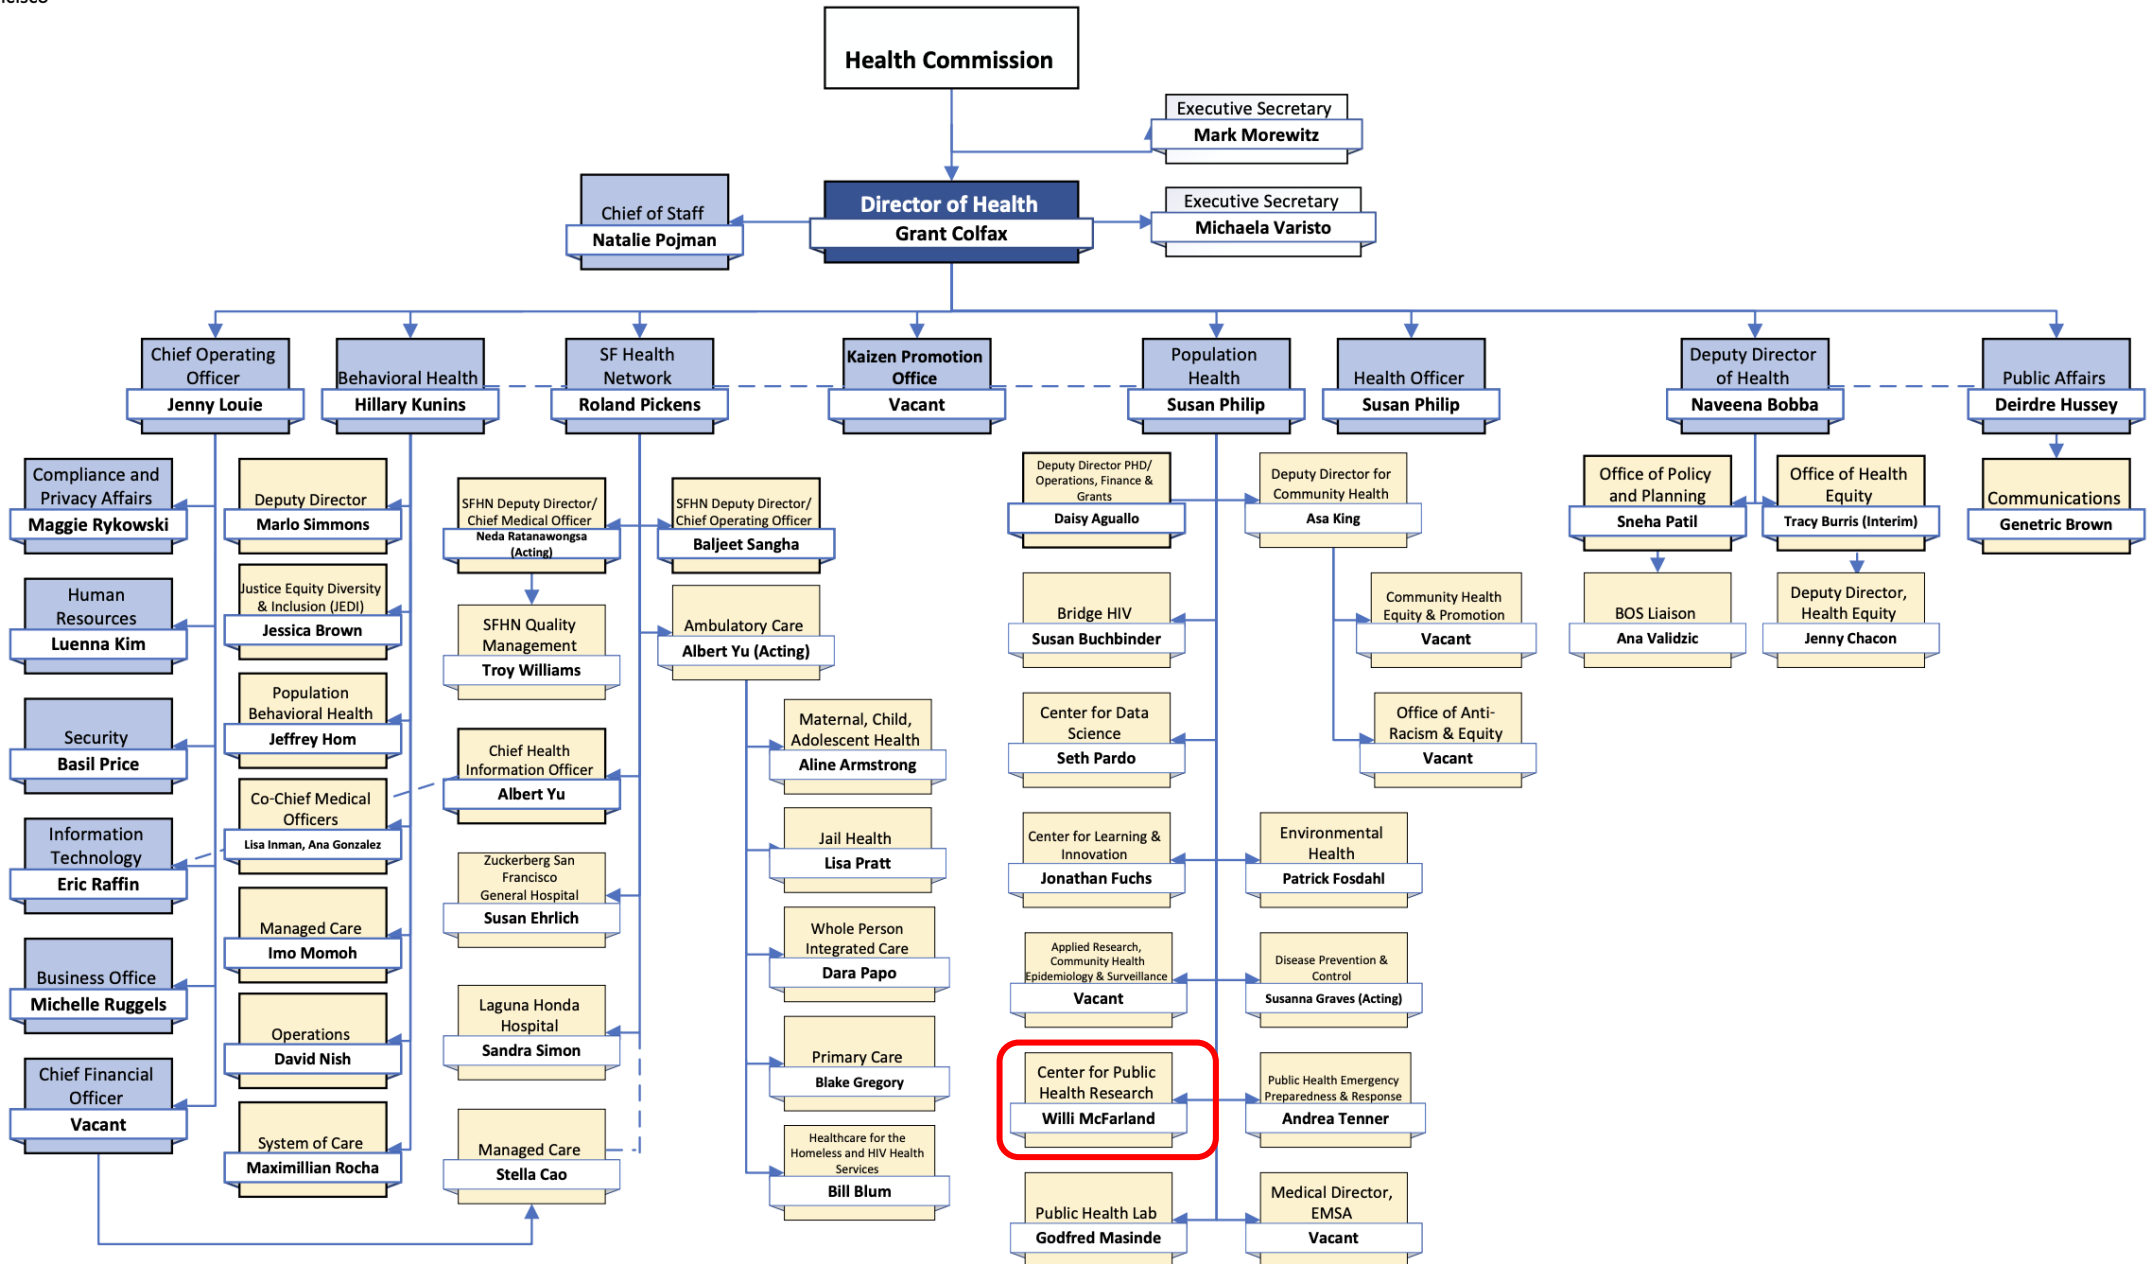 Health Commission
Executive Secretary
Mark Morewitz
Chief of Staff
Natalie Pojman
Director of Health
Grant Colfax
Executive Secretary
Michaela Varisto
Chief Operating
Officer
Jenny Louie
Behavioral Health
Hillary Kunins
SF Health
Network
Roland Pickens
Kaizen Promotion
Office
Vacant
Population
Health
Susan Philip
Health Officer
Susan Philip
Deputy Director
of Health
Naveena Bobba
Public Affairs
Deirdre Hussey
Compliance and
Privacy Affairs
Maggie Rykowski
Human
Resources
Luenna Kim
Security
Basil Price
Information
Technology
Eric Raffin
Business Office
Michelle Ruggels
Chief Financial
Officer
Vacant
Deputy Director
Marlo Simmons
Justice Equity Diversity
& Inclusion (JEDI)
Jessica Brown
Population
Behavioral Health
Jeffrey Hom
Co-Chief Medical
Officers
Lisa Inman, Ana Gonzalez
Managed Care
Imo Momoh
Operations
David Nish
System of Care
Maximillian Rocha
SFHN Deputy Director/
Chief Medical Officer
Neda Ratanawongsa
(Acting)
SFHN Deputy Director/
Chief Operating Officer
Baljeet Sangha
SFHN Quality
Management
Troy Williams
Ambulatory Care
Albert Yu (Acting)
Chief Health
Information Officer
Albert Yu
Zuckerberg San
Francisco
General Hospital
Susan Ehrlich
Laguna Honda
Hospital
Sandra Simon
Managed Care
Stella Cao
Maternal, Child,
Adolescent Health
Aline Armstrong
Jail Health
Lisa Pratt
Whole Person
Integrated Care
Dara Papo
Primary Care
Blake Gregory
Healthcare for the
Homeless and HIV Health
Services
Bill Blum
Deputy Director PHD/
Operations, Finance &
Grants
Daisy Aguallo
Deputy Director for
Community Health
Asa King
Bridge HIV
Susan Buchbinder
Community Health
Equity & Promotion
Vacant
Center for Data
Science
Seth Pardo
Office of Anti-
Racism & Equity
Vacant
Center for Learning &
Innovation
Jonathan Fuchs
Environmental
Health
Patrick Fosdahl
Applied Research,
Community Health
Epidemiology & Surveillance
Vacant
Disease Prevention &
Control
Susanna Graves (Acting)
Center for Public
Health Research
Willi McFarland
Public Health Emergency
Preparedness & Response
Andrea Tenner
Public Health Lab
Godfred Masinde
Medical Director,
EMSA
Vacant
Office of Policy
and Planning
Sneha Patil
Office of Health
Equity
Tracy Burris (Interim)
BOS Liaison
Ana Validzic
Deputy Director,
Health Equity
Jenny Chacon
Communications
Genetric Brown